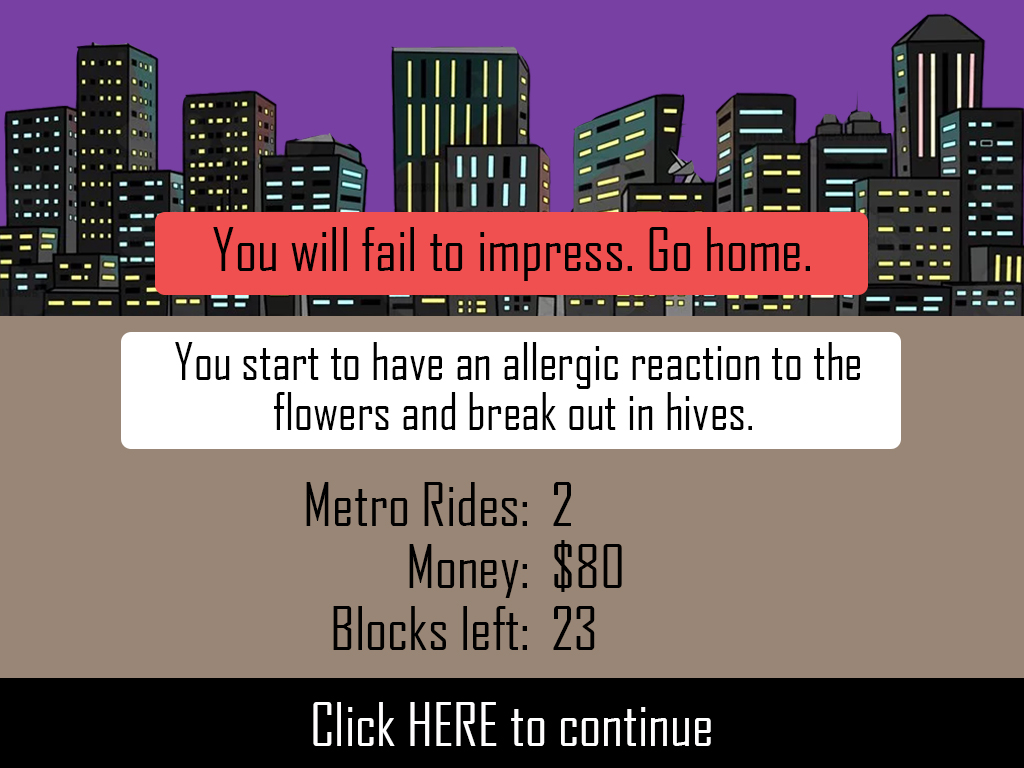 You will fail to impress. Go home.
You start to have an allergic reaction to the
flowers and break out in hives.
Metro Rides: 2
Money: $80
Blocks left: 23
Click HERE to continue